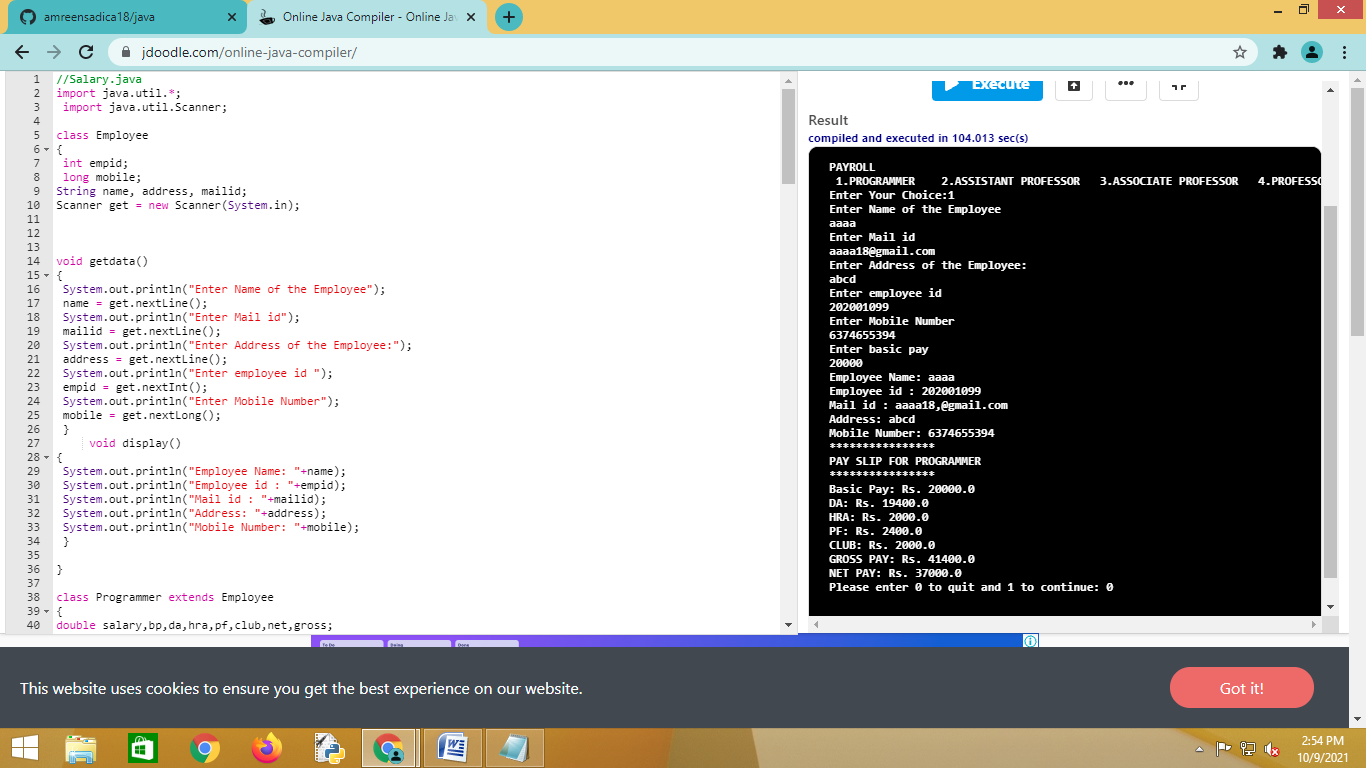 amreensadica18/java
Online Java Compiler - Online Jav
jdoodle.com/online-java-compiler/
1 //Salary.java
2 import java.util.*;
3 import java.util.Scanner;
4
5 class Employee
6 {
7 int empid;
8 long mobile;
9 String name, address, mailid;
10 Scanner get = new Scanner(System.in);
11
12
13
14 void getdata()
15 {
16 System.out.println("Enter Name of the Employee");
17 name = get.nextLine();
18 System.out.println("Enter Mail id");
19 mailid = get.nextLine();
20 System.out.println("Enter Address of the Employee:");
21 address = get.nextLine();
22 System.out.println("Enter employee id ");
23 empid = get.nextInt();
24 System.out.println("Enter Mobile Number");
25 mobile = get.nextLong();
26 }
27 void display()
28 {
29 System.out.println("Employee Name: "+name);
30 System.out.println("Employee id : "+empid);
31 System.out.println("Mail id : "+mailid);
32 System.out.println("Address: "+address);
33 System.out.println("Mobile Number: "+mobile);
34 }
35
36 }
37
38 class Programmer extends Employee
39 {
40 double salary,bp,da,hra,pf,club,net,gross;
Execute
Result
compiled and executed in 104.013 sec(s)
PAYROLL
1.PROGRAMMER 2.ASSISTANT PROFESSOR 3.ASSOCIATE PROFESSOR 4.PROFESSO
Enter Your Choice:1
Enter Name of the Employee
aaaa
Enter Mail id
aaaa18@gmail.com
Enter Address of the Employee:
abcd
Enter employee id
202001099
Enter Mobile Number
6374655394
Enter basic pay
20000
Employee Name: aaaa
Employee id : 202001099
Mail id : aaaa18,@gmail.com
Address: abcd
Mobile Number: 6374655394
****************
PAY SLIP FOR PROGRAMMER
****************
Basic Pay: Rs. 20000.0
DA: Rs. 19400.0
HRA: Rs. 2000.0
PF: Rs. 2400.0
CLUB: Rs. 2000.0
GROSS PAY: Rs. 41400.0
NET PAY: Rs. 37000.0
Please enter 0 to quit and 1 to continue: 0
To Do Doing Done
This website uses cookies to ensure you get the best experience on our website.
Got it!
2:54 PM
10/9/2021